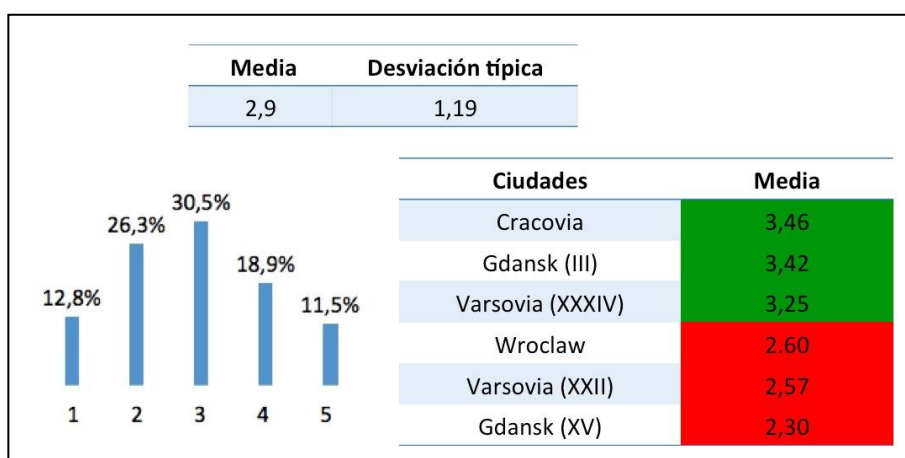 Media Desviación típica
2,9 1,19
12,8%
26,3%
30,5%
18,9%
11,5%
1 2 3 4 5
Ciudades Media
Cracovia 3,46
Gdansk (III) 3,42
Varsovia (XXXIV) 3,25
Wroclaw 2.60
Varsovia (XXII) 2,57
Gdansk (XV) 2,30